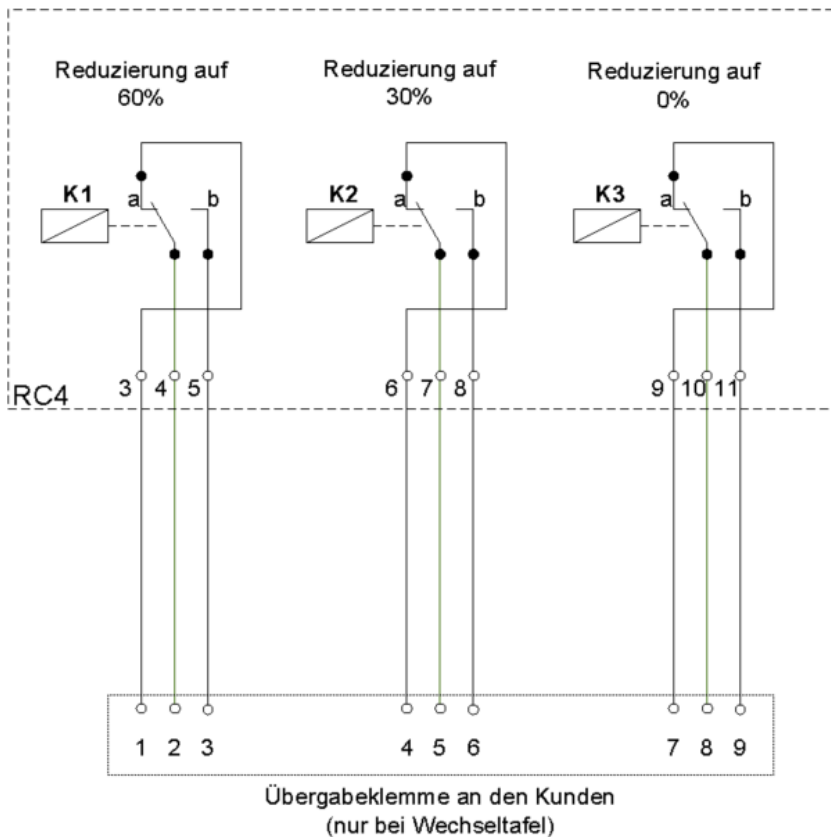 Reduzierung auf
60%
Reduzierung auf
30%
Reduzierung auf
0%
K1 a b
K2 a b
K3 a b
3 4 5 6 7 8 9 10 11
RC4
1 2 3 4 5 6 7 8 9
Übergabeklemme an den Kunden
(nur bei Wechseltafel)